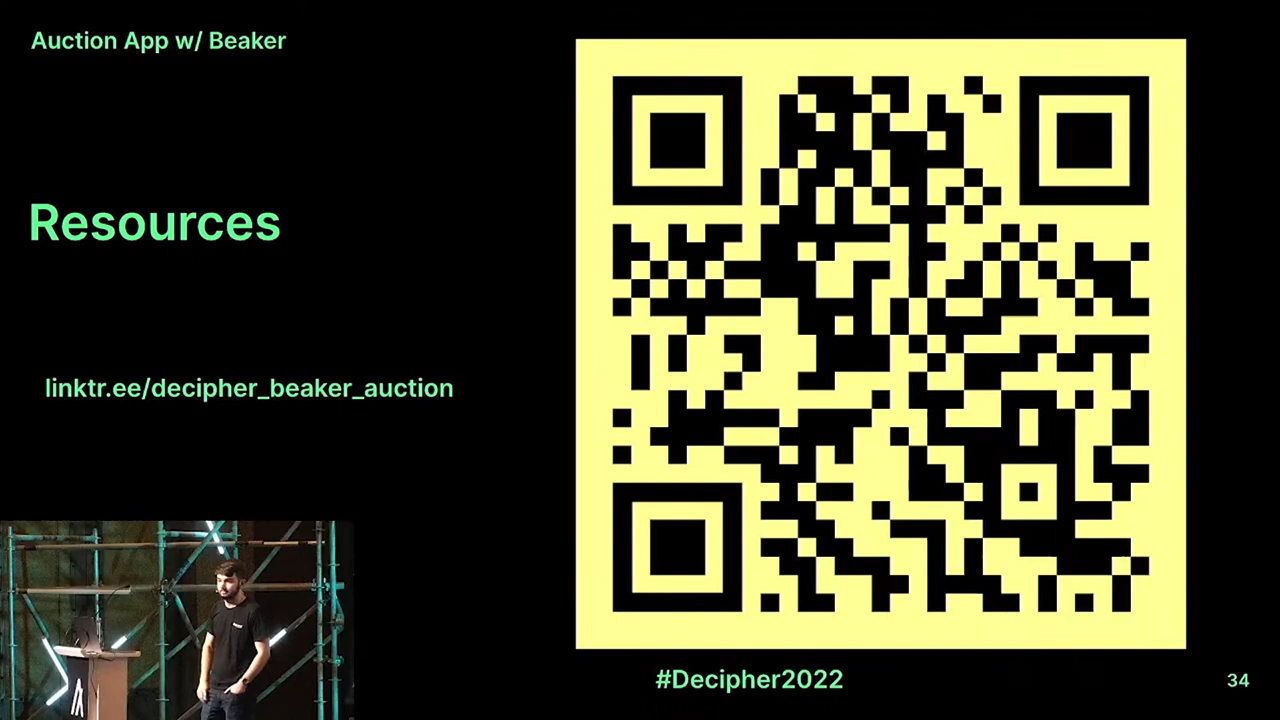 Auction App w/ Beaker
Resources
linktr.ee/decipher_beaker_auction
#Decipher2022
34